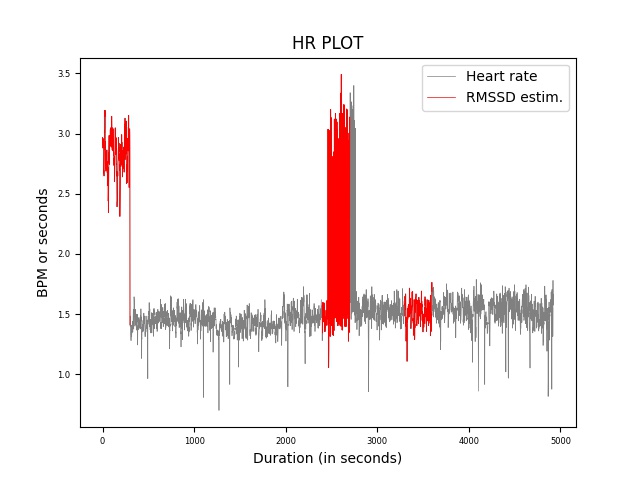 HR PLOT
Heart rate
RMSSD estim.
BPM or seconds
3.5
3.0
2.5
2.0
1.5
1.0
0
1000
2000
3000
4000
5000
Duration (in seconds)